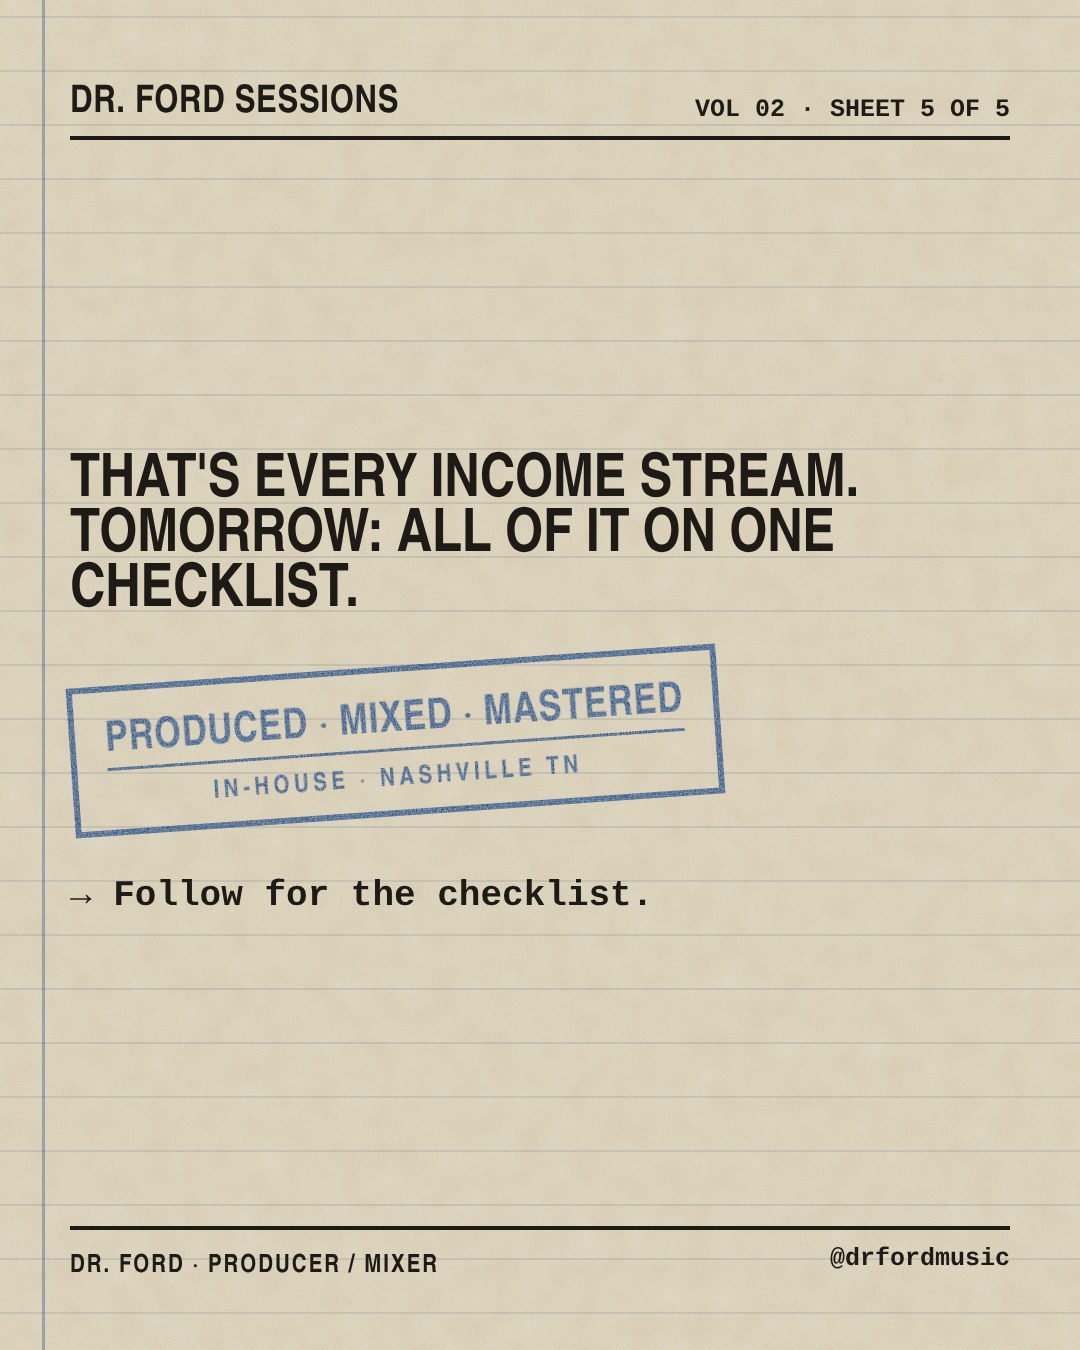 DR. FORD SESSIONS
VOL 02 · SHEET 5 OF 5
THAT'S EVERY INCOME STREAM.
TOMORROW: ALL OF IT ON ONE
CHECKLIST.
PRODUCED · MIXED · MASTERED
IN-HOUSE · NASHVILLE TN
→ Follow for the checklist.
DR. FORD · PRODUCER / MIXER
@drfordmusic